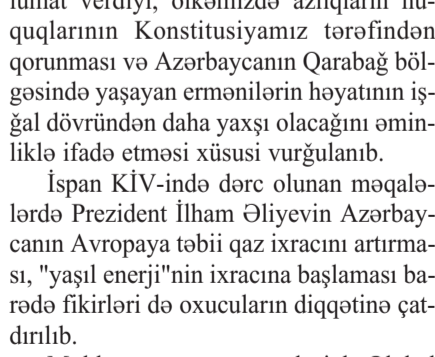 lumat verdiyi, ölkəmizdə azlıqların hü-
quqlarının Konstitusiyamız tərəfindən
qorunması və Azərbaycanın Qarabağ böl-
gəsində yaşayan ermənilərin həyatının iş-
ğal dövründən daha yaxşı olacağını əmin-
liklə ifadə etməsi xüsusi vurğulanıb.
İspan KİV-ində dərc olunan məqalə-
lərdə Prezident İlham Əliyevin Azərbay-
canın Avropaya təbii qaz ixracını artırma-
sı, "yaşıl enerji"nin ixracına başlaması ba-
rədə fikirləri də oxucuların diqqətinə çat-
dırılıb.